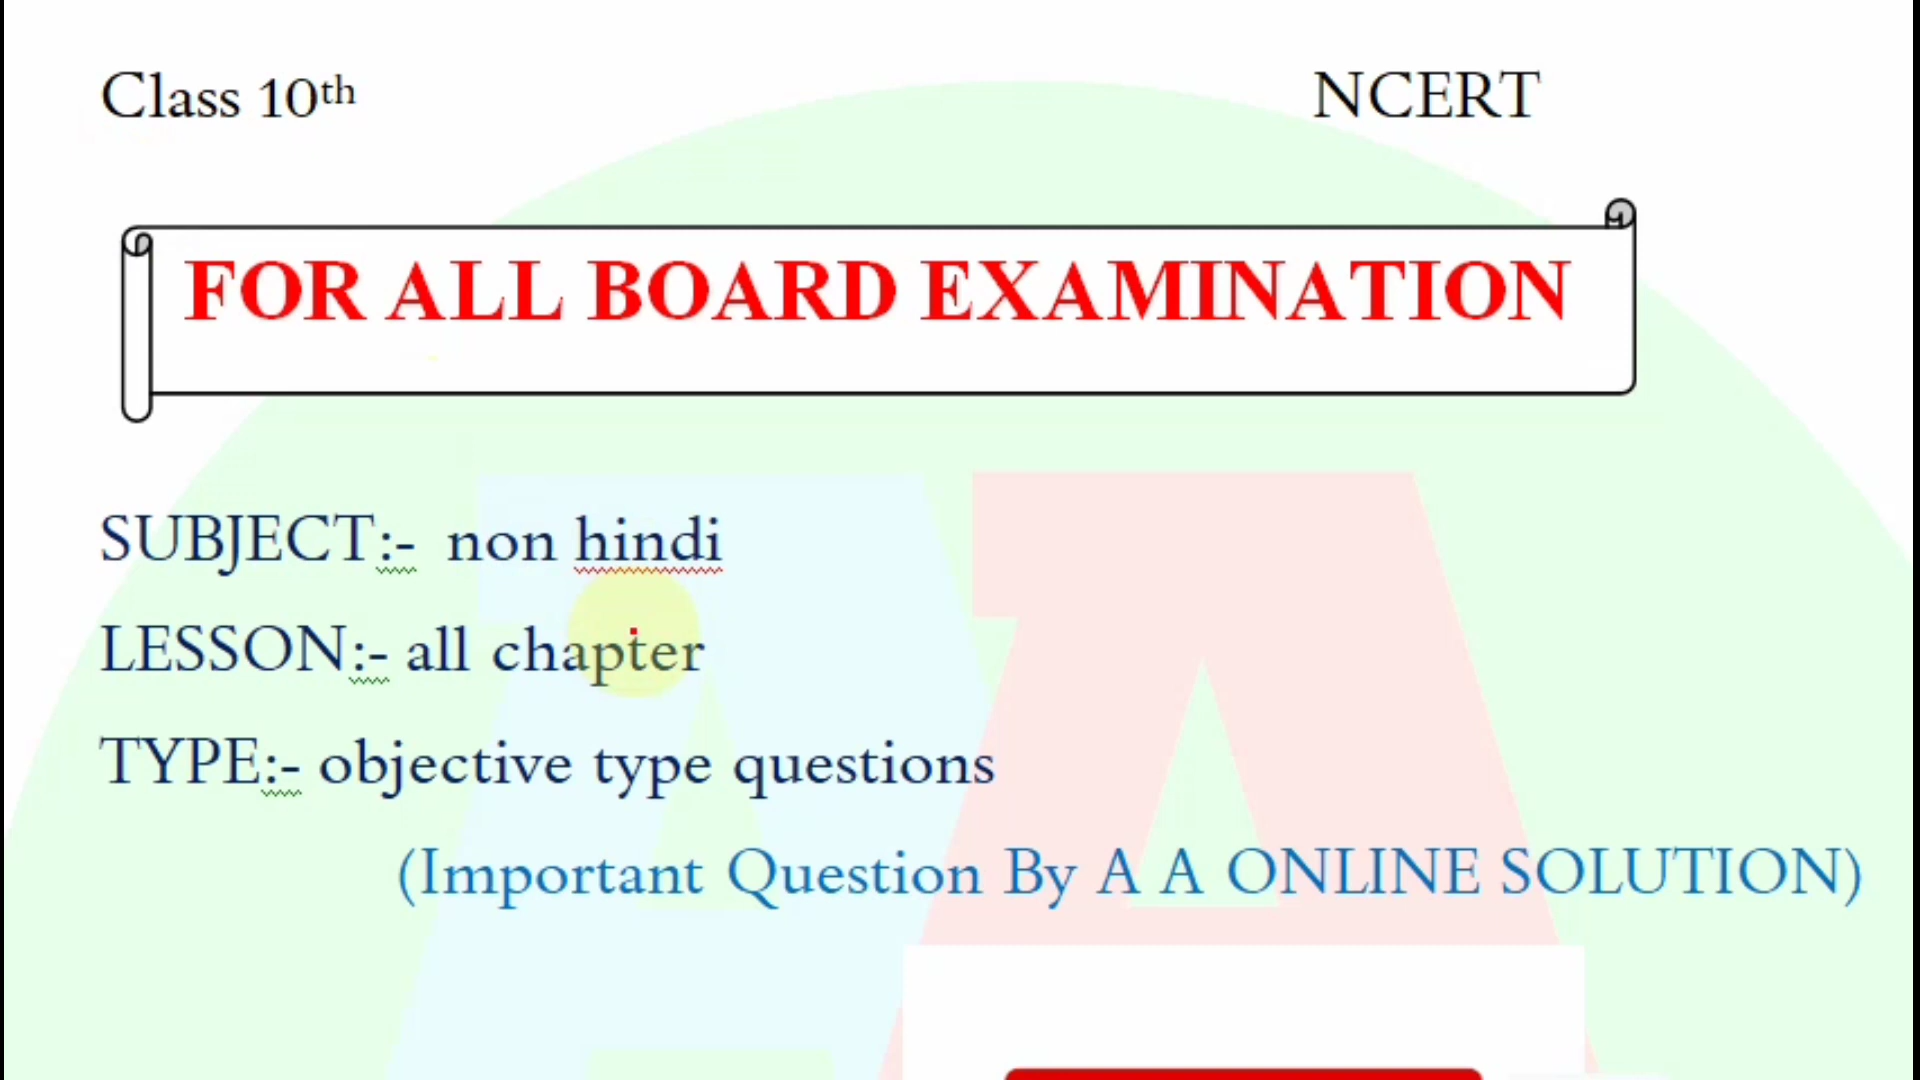 Class 10th NCERT
FOR ALL BOARD EXAMINATION
SUBJECT:- non hindi
LESSON:- all chapter
TYPE:- objective type questions
(Important Question By A A ONLINE SOLUTION)